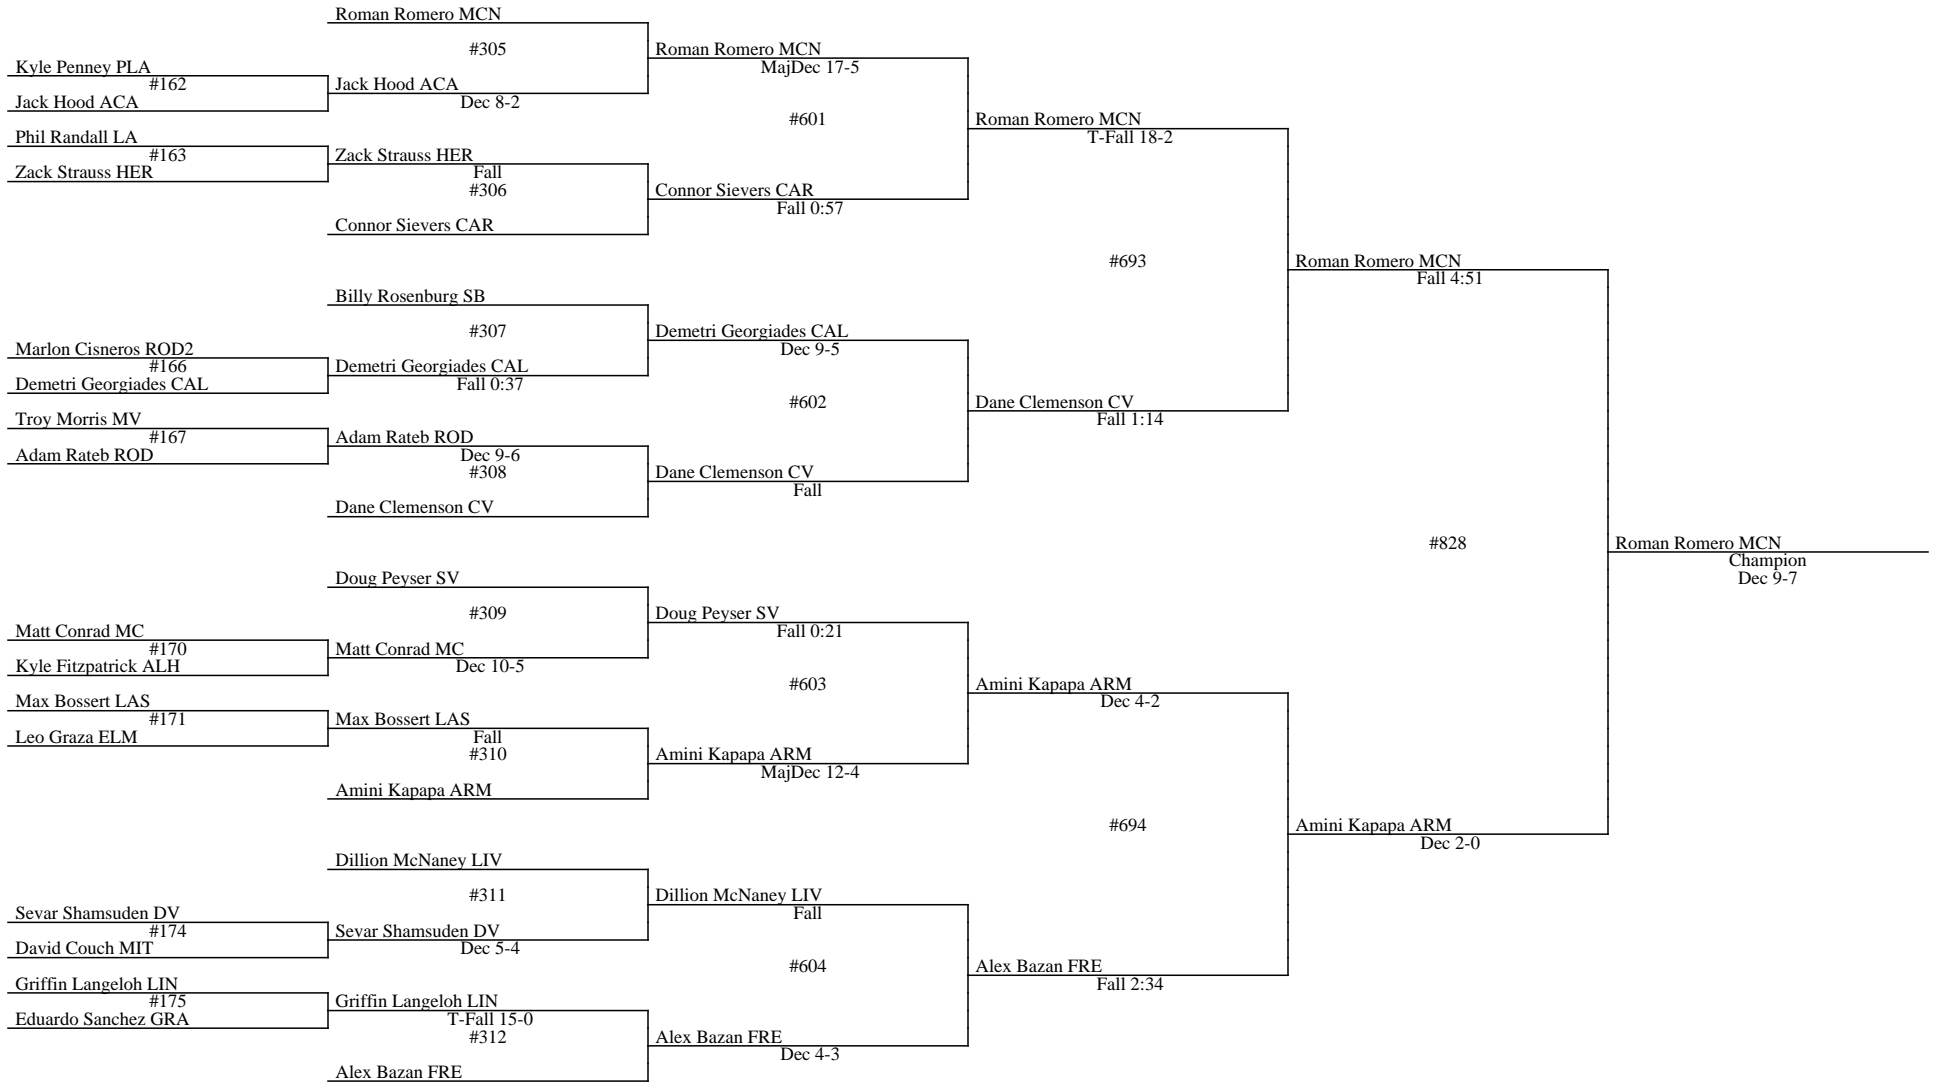 Roman Romero MCN
#305
Roman Romero MCN
MajDec 17-5
Kyle Penney PLA
#162
Jack Hood ACA
Jack Hood ACA
Dec 8-2
#601
Roman Romero MCN
T-Fall 18-2
Phil Randall LA
#163
Zack Strauss HER
Zack Strauss HER
Fall
#306
Connor Sievers CAR
Fall 0:57
Connor Sievers CAR
#693
Roman Romero MCN
Fall 4:51
Billy Rosenburg SB
#307
Demetri Georgiades CAL
Dec 9-5
Marlon Cisneros ROD2
#166
Demetri Georgiades CAL
Demetri Georgiades CAL
Fall 0:37
#602
Dane Clemenson CV
Fall 1:14
Troy Morris MV
#167
Adam Rateb ROD
Adam Rateb ROD
Dec 9-6
#308
Dane Clemenson CV
Fall
Dane Clemenson CV
#828
Roman Romero MCN
Champion
Dec 9-7
Doug Peyser SV
#309
Doug Peyser SV
Fall 0:21
Matt Conrad MC
#170
Kyle Fitzpatrick ALH
Matt Conrad MC
Dec 10-5
#603
Amini Kapapa ARM
Dec 4-2
Max Bossert LAS
#171
Leo Graza ELM
Max Bossert LAS
Fall
#310
Amini Kapapa ARM
MajDec 12-4
Amini Kapapa ARM
#694
Amini Kapapa ARM
Dec 2-0
Dillion McNaney LIV
#311
Dillion McNaney LIV
Fall
Sevar Shamsuden DV
#174
David Couch MIT
Sevar Shamsuden DV
Dec 5-4
#604
Alex Bazan FRE
Fall 2:34
Griffin Langeloh LIN
#175
Eduardo Sanchez GRA
Griffin Langeloh LIN
T-Fall 15-0
#312
Alex Bazan FRE
Dec 4-3
Alex Bazan FRE